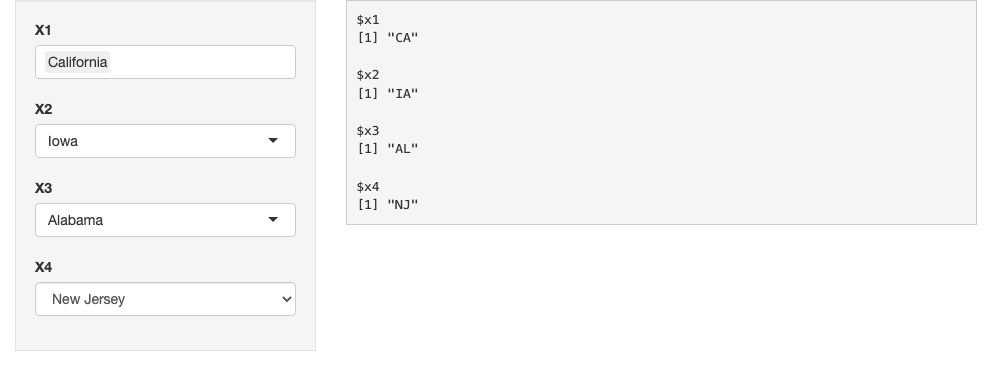 X1
California
X2
Iowa
X3
Alabama
X4
New Jersey
$x1
[1] "CA"
$x2
[1] "IA"
$x3
[1] "AL"
$x4
[1] "NJ"